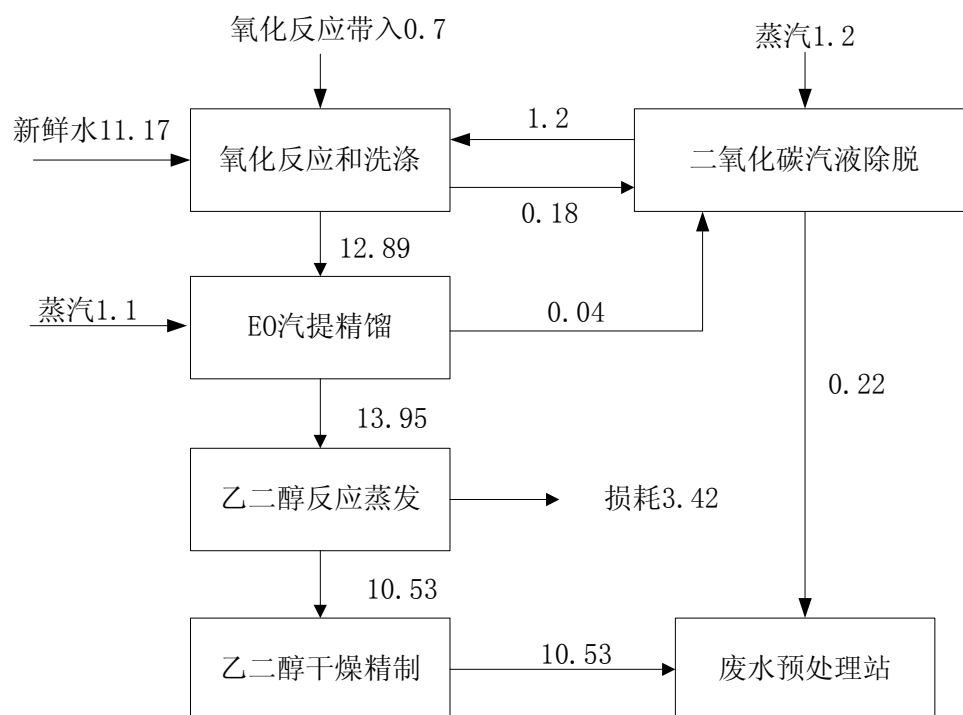 氧化反应带入0.7
蒸汽1.2
新鲜水11.17
氧化反应和洗涤
1.2
0.18
二氧化碳汽液除脱
12.89
蒸汽1.1
EO汽提精馏
0.04
0.22
13.95
乙二醇反应蒸发
损耗3.42
10.53
乙二醇干燥精制
10.53
废水预处理站